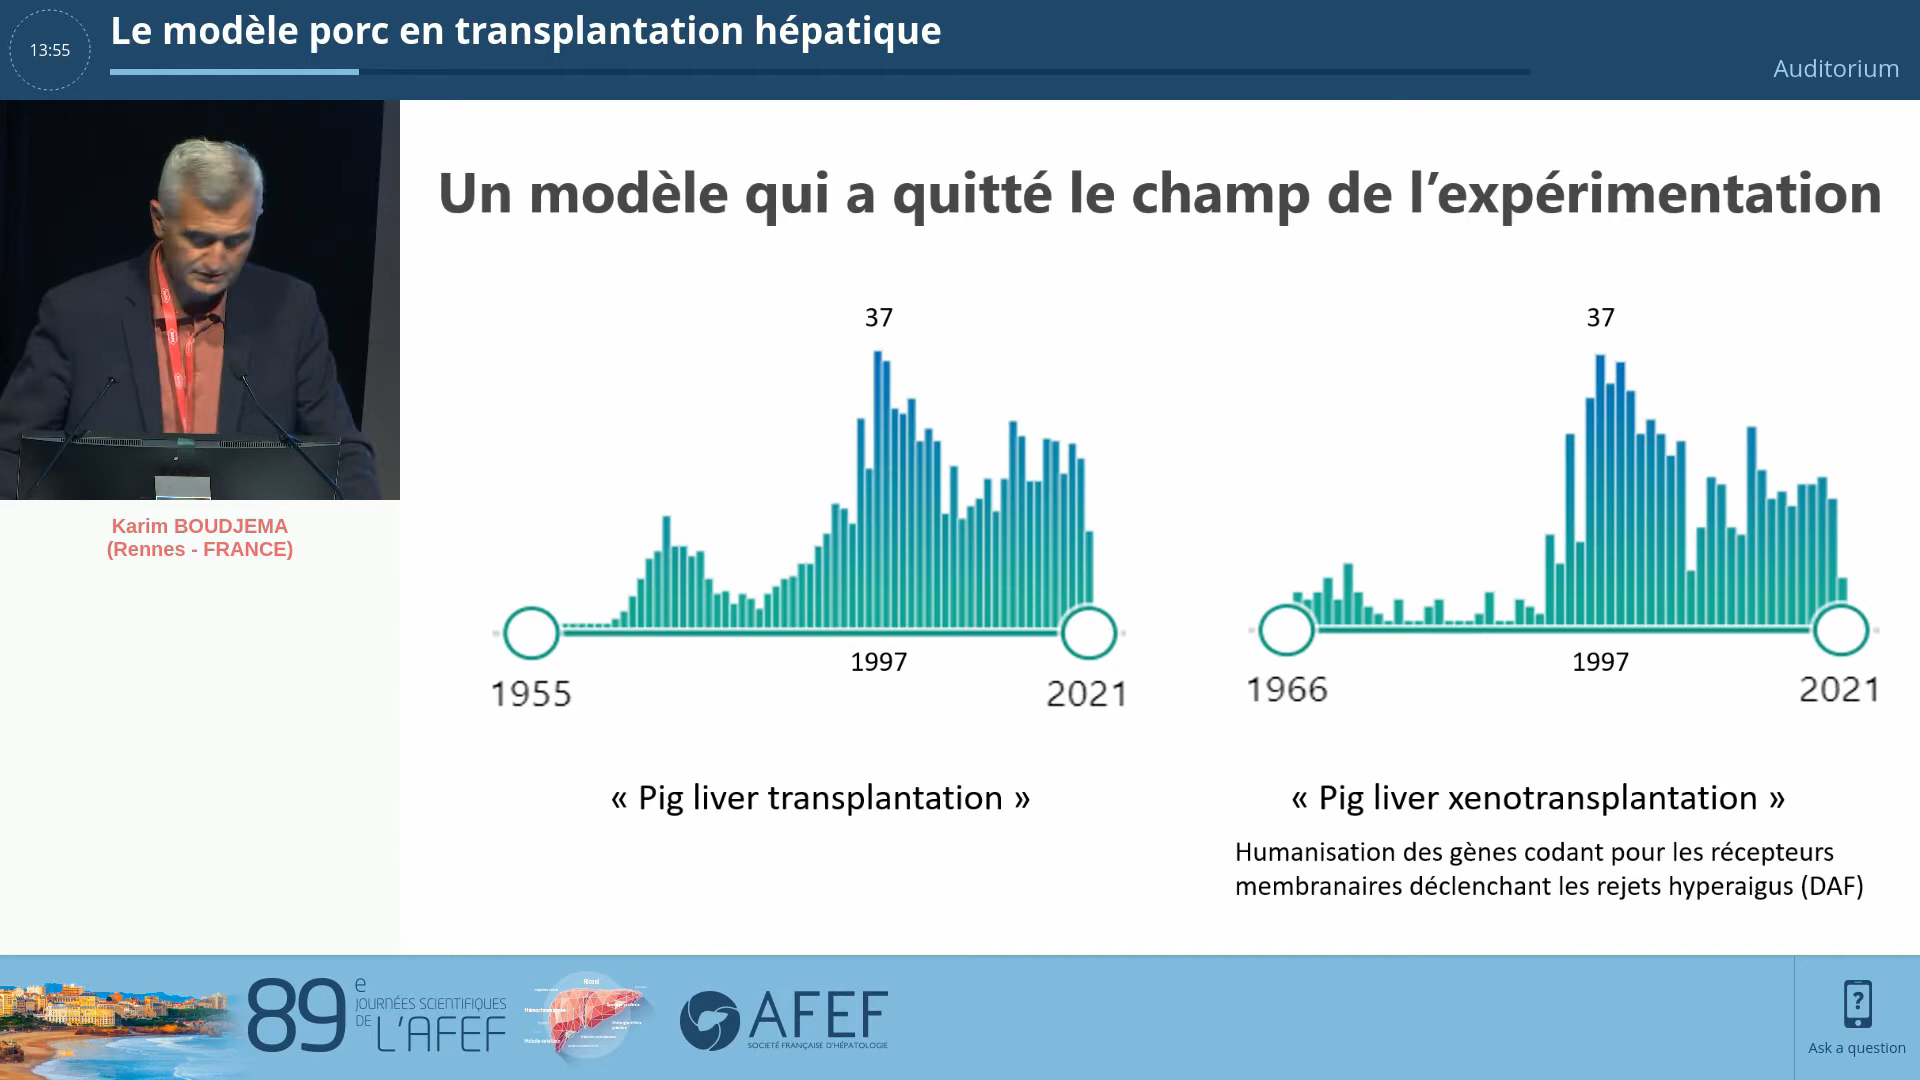 13:55
Le modèle porc en transplantation hépatique
Auditorium
Karim BOUDJEMA
(Rennes - FRANCE)
Un modèle qui a quitté le champ de l’expérimentation
37
1997
1955
2021
« Pig liver transplantation »
37
1997
1966
2021
« Pig liver xenotransplantation »
Humanisation des gènes codant pour les récepteurs
membranaires déclenchant les rejets hyperaigus (DAF)
89e
JOURNÉES SCIENTIFIQUES
DE L'AFEF
Alcool
AFEF
SOCIÉTÉ FRANÇAISE D'HÉPATOLOGIE
?
Ask a question